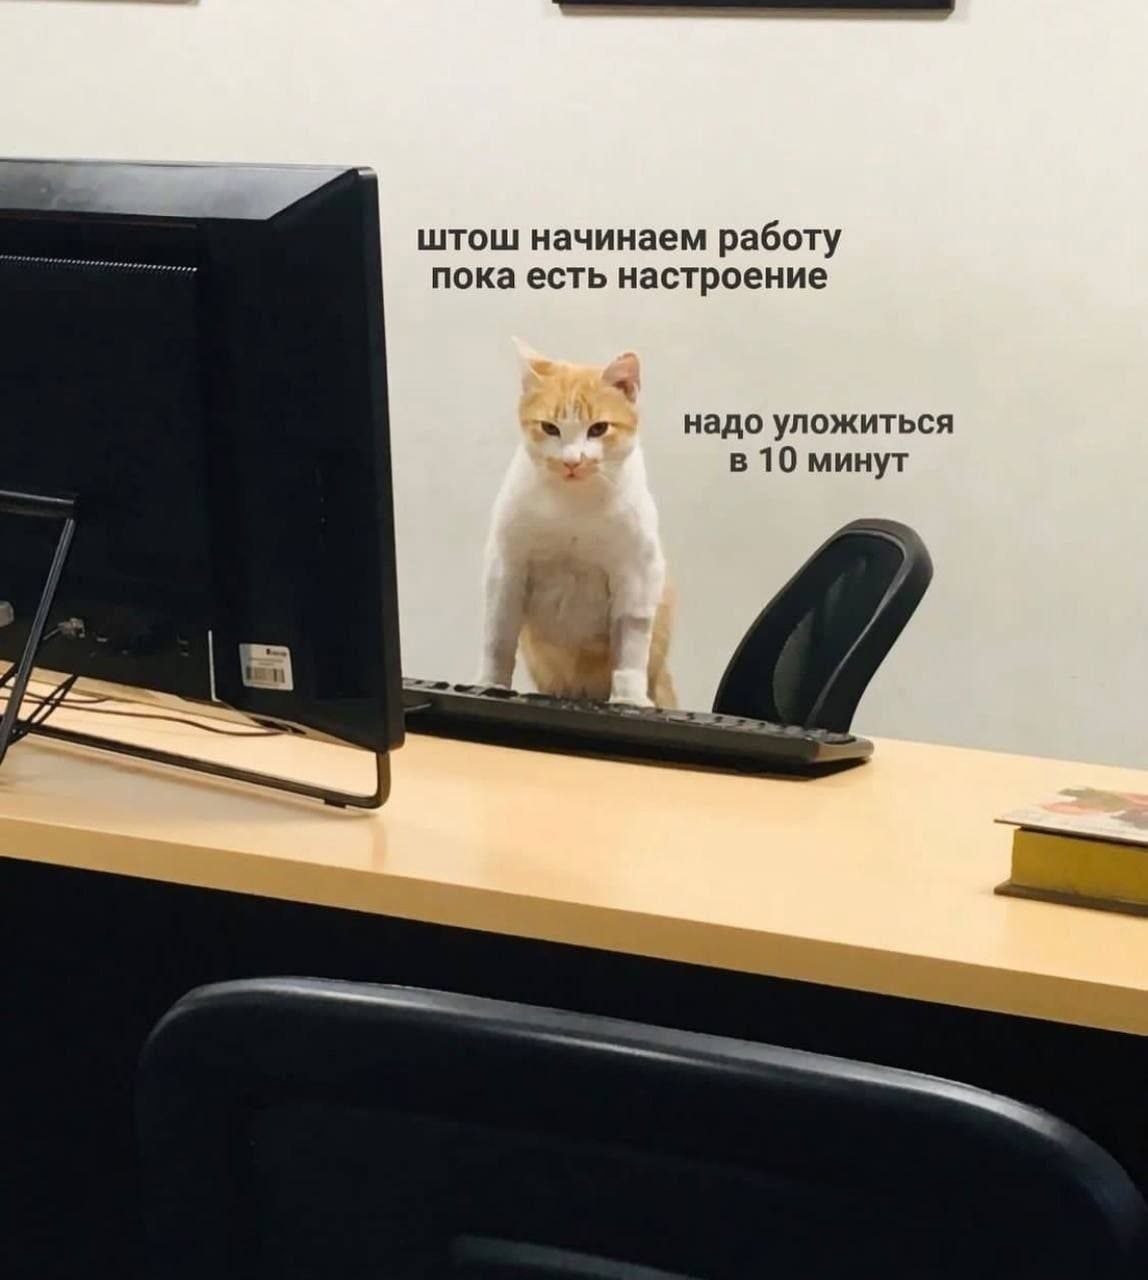 штош начинаем работу
пока есть настроение
надо уложиться
в 10 минут